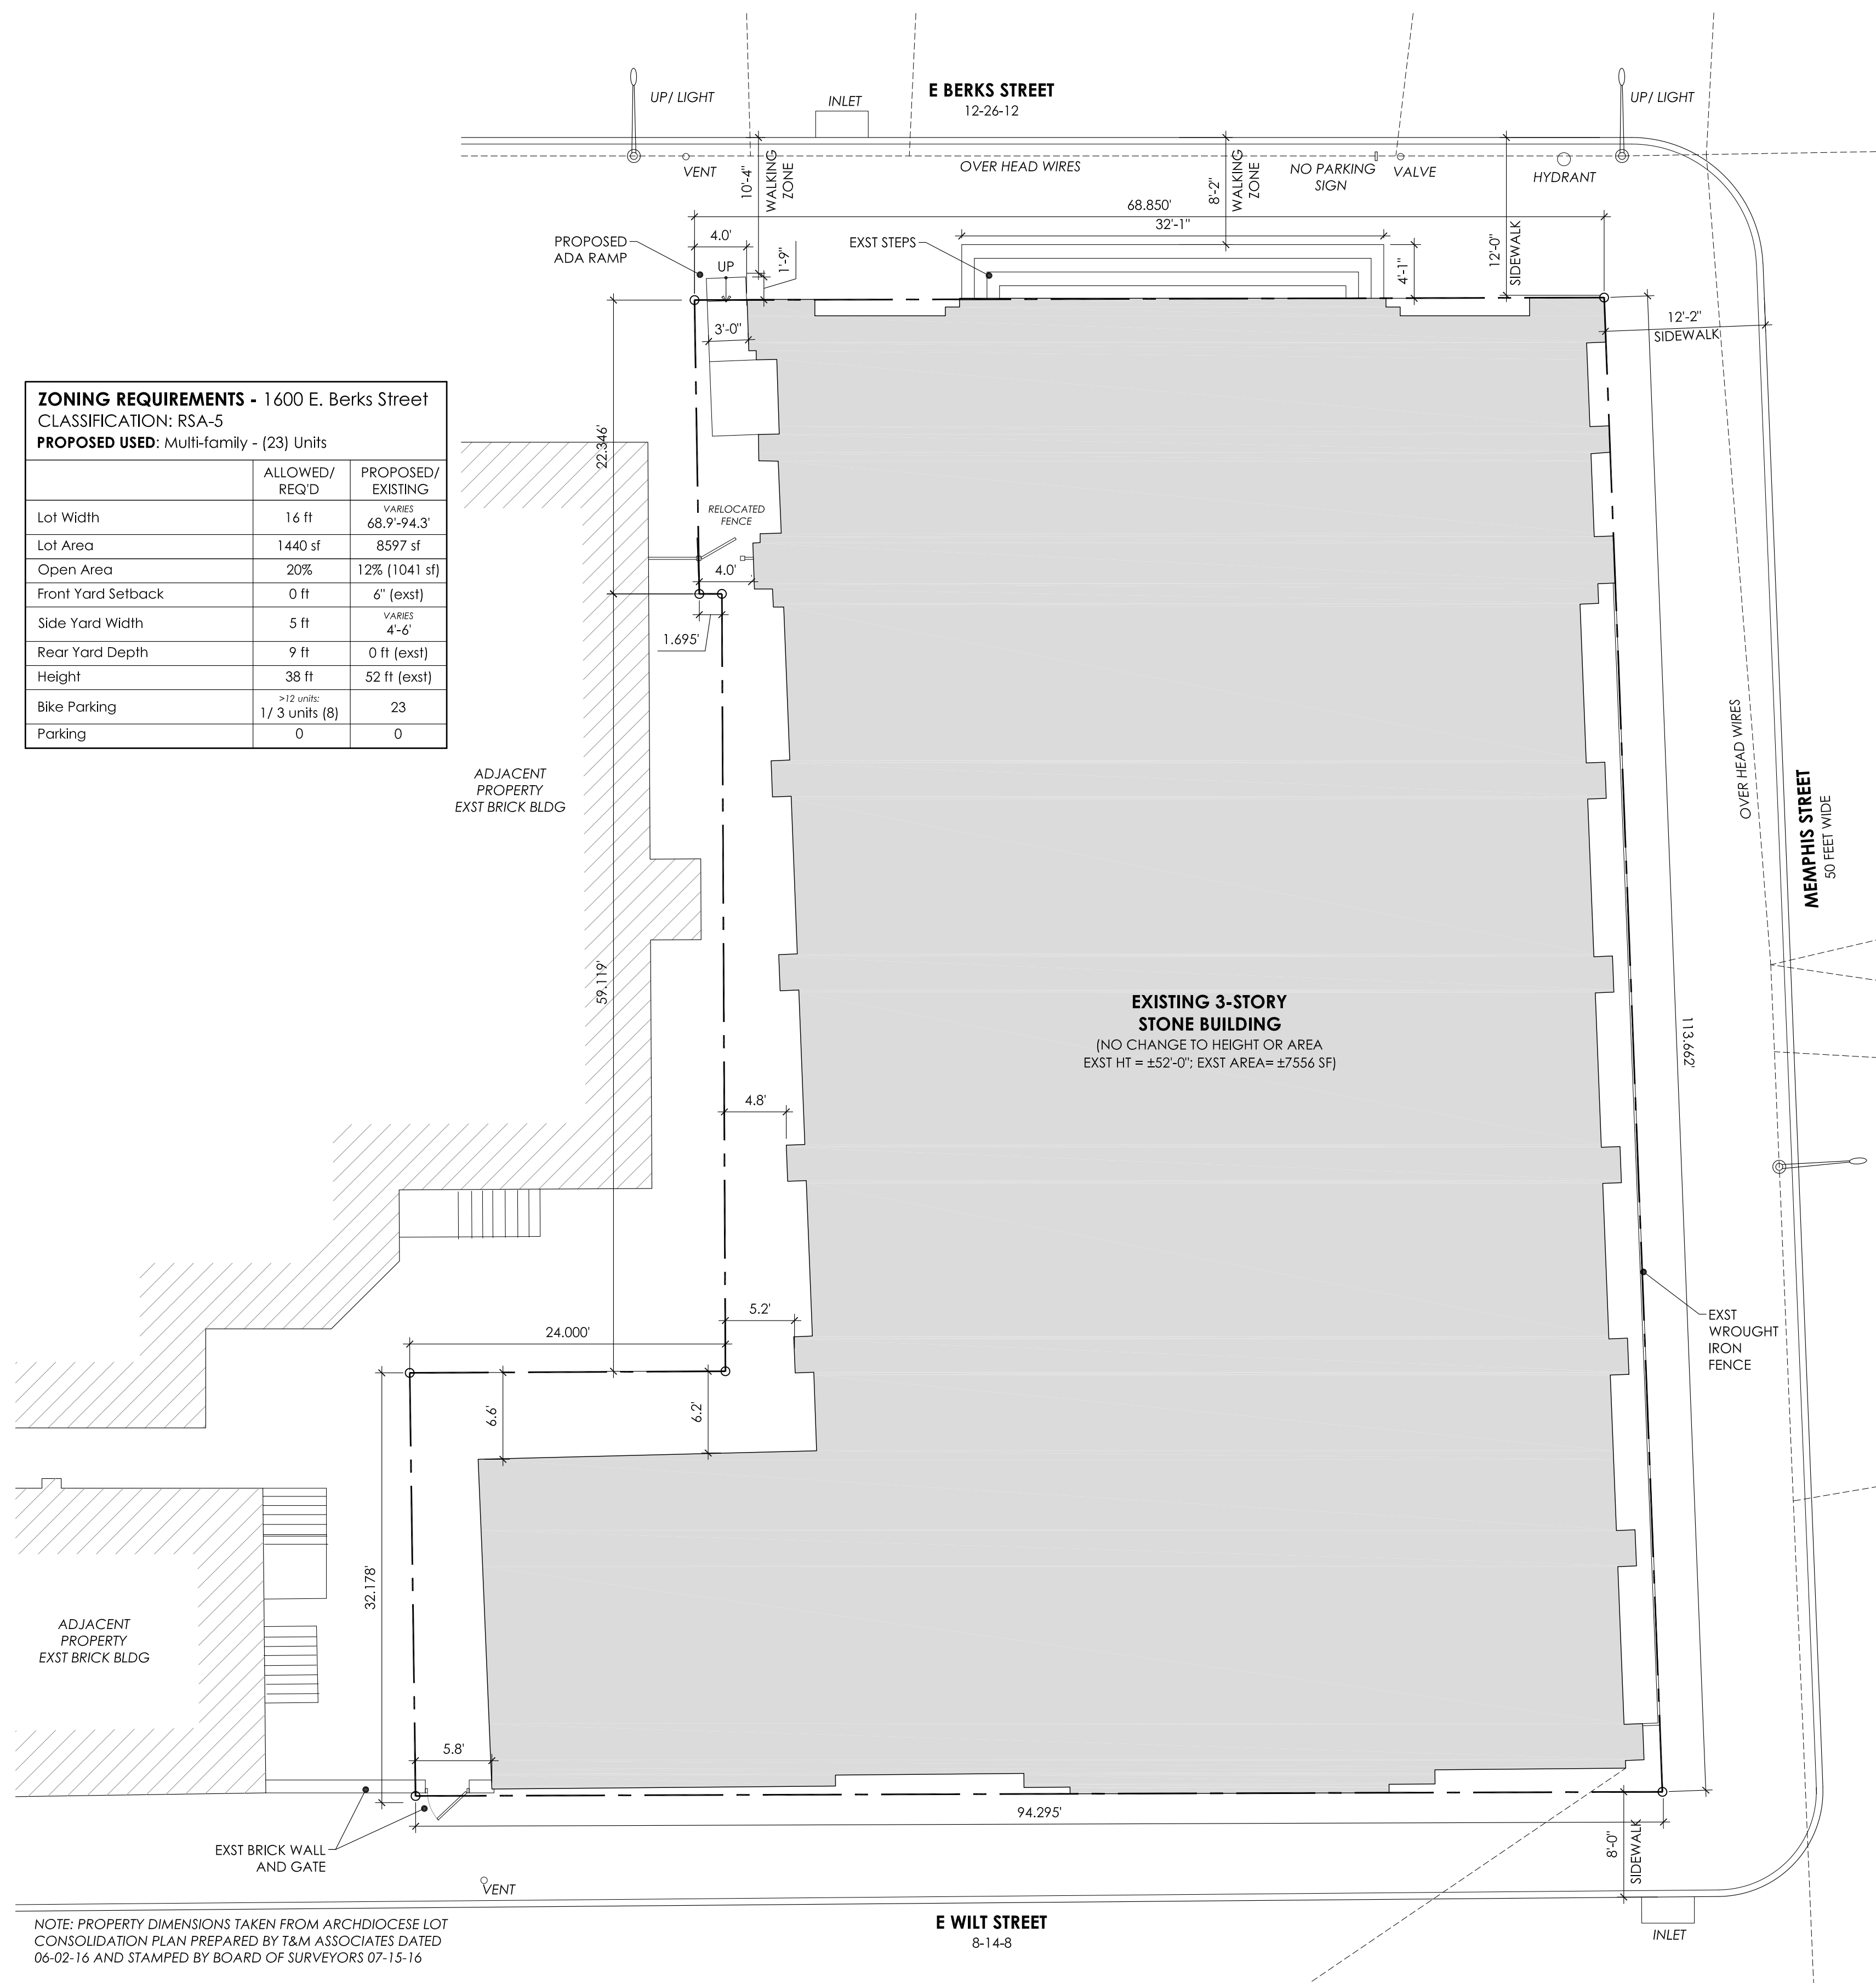 E BERKS STREET
12-26-12
UP/ LIGHT
INLET
UP/ LIGHT
VENT
10'-4"
WALKING
ZONE
OVER HEAD WIRES
8'-2"
WALKING
ZONE
NO PARKING
SIGN
VALVE
HYDRANT
68.850'
32'-1"
4.0'
PROPOSED
ADA RAMP
UP
1'-9"
EXST STEPS
4'-1"
12'-0"
SIDEWALK
12'-2"
SIDEWALK
3'-0"
ZONING REQUIREMENTS - 1600 E. Berks Street
CLASSIFICATION: RSA-5
PROPOSED USED: Multi-family - (23) Units
ALLOWED/
REQ'D
PROPOSED/
EXISTING
Lot Width
16 ft
VARIES
68.9'-94.3'
Lot Area
1440 sf
8597 sf
Open Area
20%
12% (1041 sf)
Front Yard Setback
0 ft
6" (exst)
Side Yard Width
5 ft
VARIES
4'-6'
Rear Yard Depth
9 ft
0 ft (exst)
Height
38 ft
52 ft (exst)
Bike Parking
>12 units:
1/ 3 units (8)
23
Parking
0
0
22.346'
RELOCATED
FENCE
4.0'
1.695'
ADJACENT
PROPERTY
EXST BRICK BLDG
OVER HEAD WIRES
MEMPHIS STREET
50 FEET WIDE
59.119'
EXISTING 3-STORY
STONE BUILDING
(NO CHANGE TO HEIGHT OR AREA
EXST HT = ±52'-0"; EXST AREA= ±7556 SF)
113.662'
4.8'
5.2'
24.000'
EXST
WROUGHT
IRON
FENCE
6.6'
6.2'
32.178'
ADJACENT
PROPERTY
EXST BRICK BLDG
5.8'
94.295'
EXST BRICK WALL
AND GATE
8'-0"
SIDEWALK
VENT
NOTE: PROPERTY DIMENSIONS TAKEN FROM ARCHDIOCESE LOT
CONSOLIDATION PLAN PREPARED BY T&M ASSOCIATES DATED
06-02-16 AND STAMPED BY BOARD OF SURVEYORS 07-15-16
E WILT STREET
8-14-8
INLET